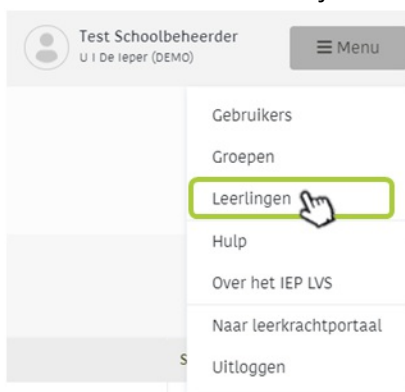 Test Schoolbeheerder
U I De Ieper (DEMO)
Menu
Gebruikers
Groepen
Leerlingen
Hulp
Over het IEP LVS
Naar leerkrachtportaal
Uitloggen